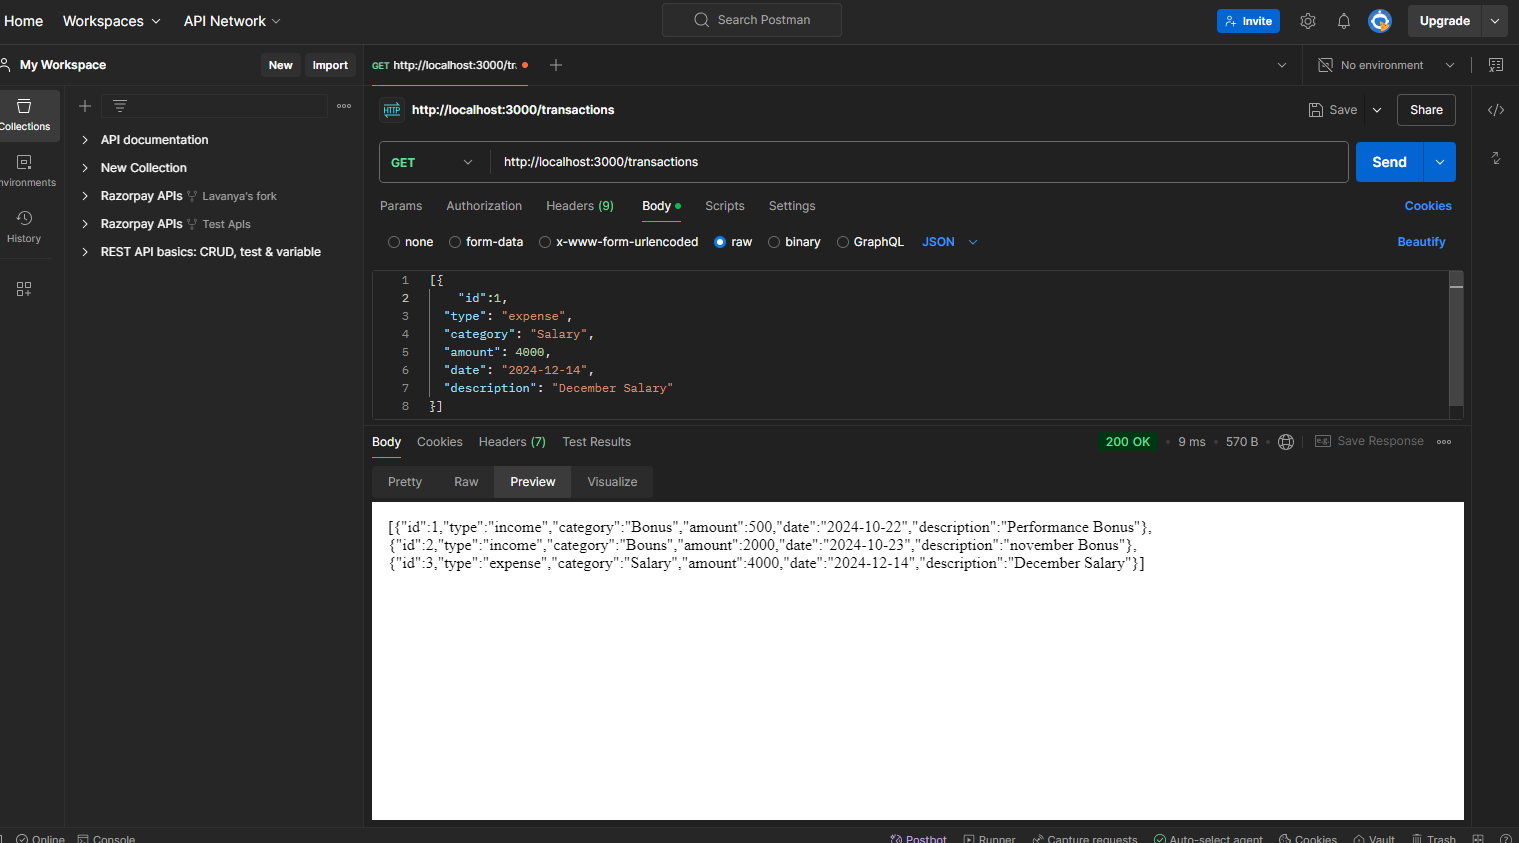 Home Workspaces API Network Search Postman Invite Upgrade
My Workspace New Import GET http://localhost:3000/tr No environment
Collections
nvironments
History
API documentation
New Collection
Razorpay APIs Lavanya's fork
Razorpay APIs Test Apis
REST API basics: CRUD, test & variable
HTTP http://localhost:3000/transactions Save Share
GET http://localhost:3000/transactions Send
Params Authorization Headers (9) Body Scripts Settings Cookies
none form-data x-www-form-urlencoded raw binary GraphQL JSON Beautify
1 [{
2 "id":1,
3 "type": "expense",
4 "category": "Salary",
5 "amount": 4000,
6 "date": "2024-12-14",
7 "description": "December Salary"
8 }]
Body Cookies Headers (7) Test Results 200 OK 9 ms 570 B e.g. Save Response
Pretty Raw Preview Visualize
[{"id":1,"type":"income","category":"Bonus","amount":500,"date":"2024-10-22","description":"Performance Bonus"},
{"id":2,"type":"income","category":"Bouns","amount":2000,"date":"2024-10-23","description":"november Bonus"},
{"id":3,"type":"expense","category":"Salary","amount":4000,"date":"2024-12-14","description":"December Salary"}]
Online Console Postbot Runner Capture requests Auto-select agent Cookies Vault Trash